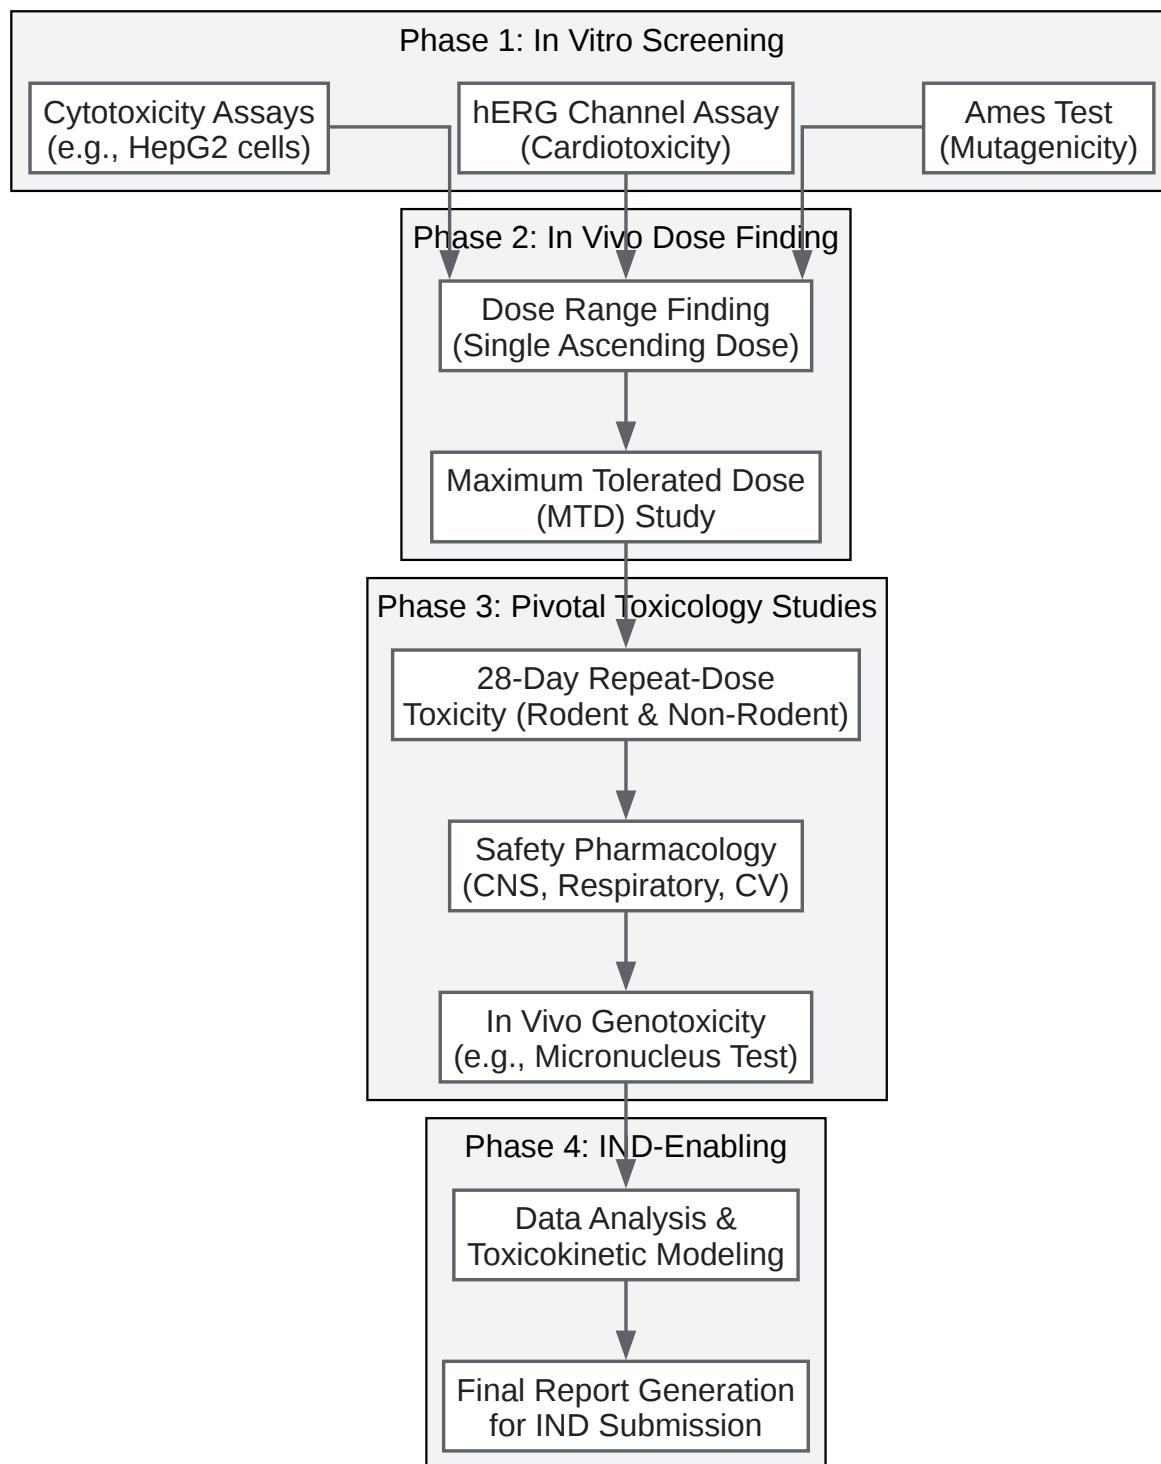 Phase 1: In Vitro Screening
Cytotoxicity Assays
(e.g., HepG2 cells)
hERG Channel Assay
(Cardiotoxicity)
Ames Test
(Mutagenicity)
Phase 2: In Vivo Dose Finding
Dose Range Finding
(Single Ascending Dose)
Maximum Tolerated Dose
(MTD) Study
Phase 3: Pivotal Toxicology Studies
28-Day Repeat-Dose
Toxicity (Rodent & Non-Rodent)
Safety Pharmacology
(CNS, Respiratory, CV)
In Vivo Genotoxicity
(e.g., Micronucleus Test)
Phase 4: IND-Enabling
Data Analysis &
Toxicokinetic Modeling
Final Report Generation
for IND Submission